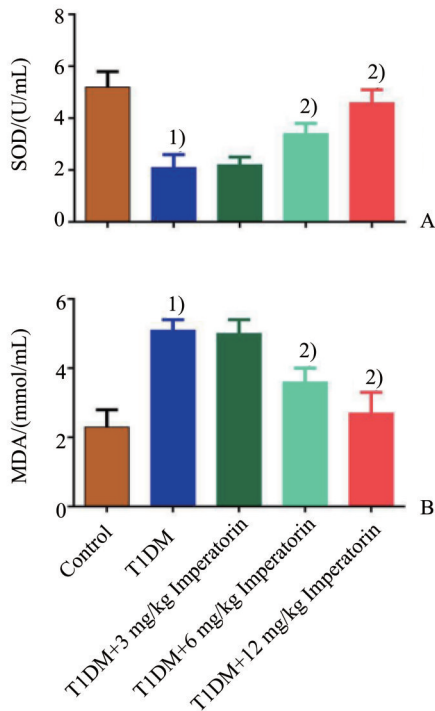 SOD/(U/mL)
8
6
4
2
0
1)
2)
2)
A
MDA/(mmol/mL)
6
4
2
0
1)
2)
2)
B
Control
T1DM
T1DM+3 mg/kg Imperatorin
T1DM+6 mg/kg Imperatorin
T1DM+12 mg/kg Imperatorin